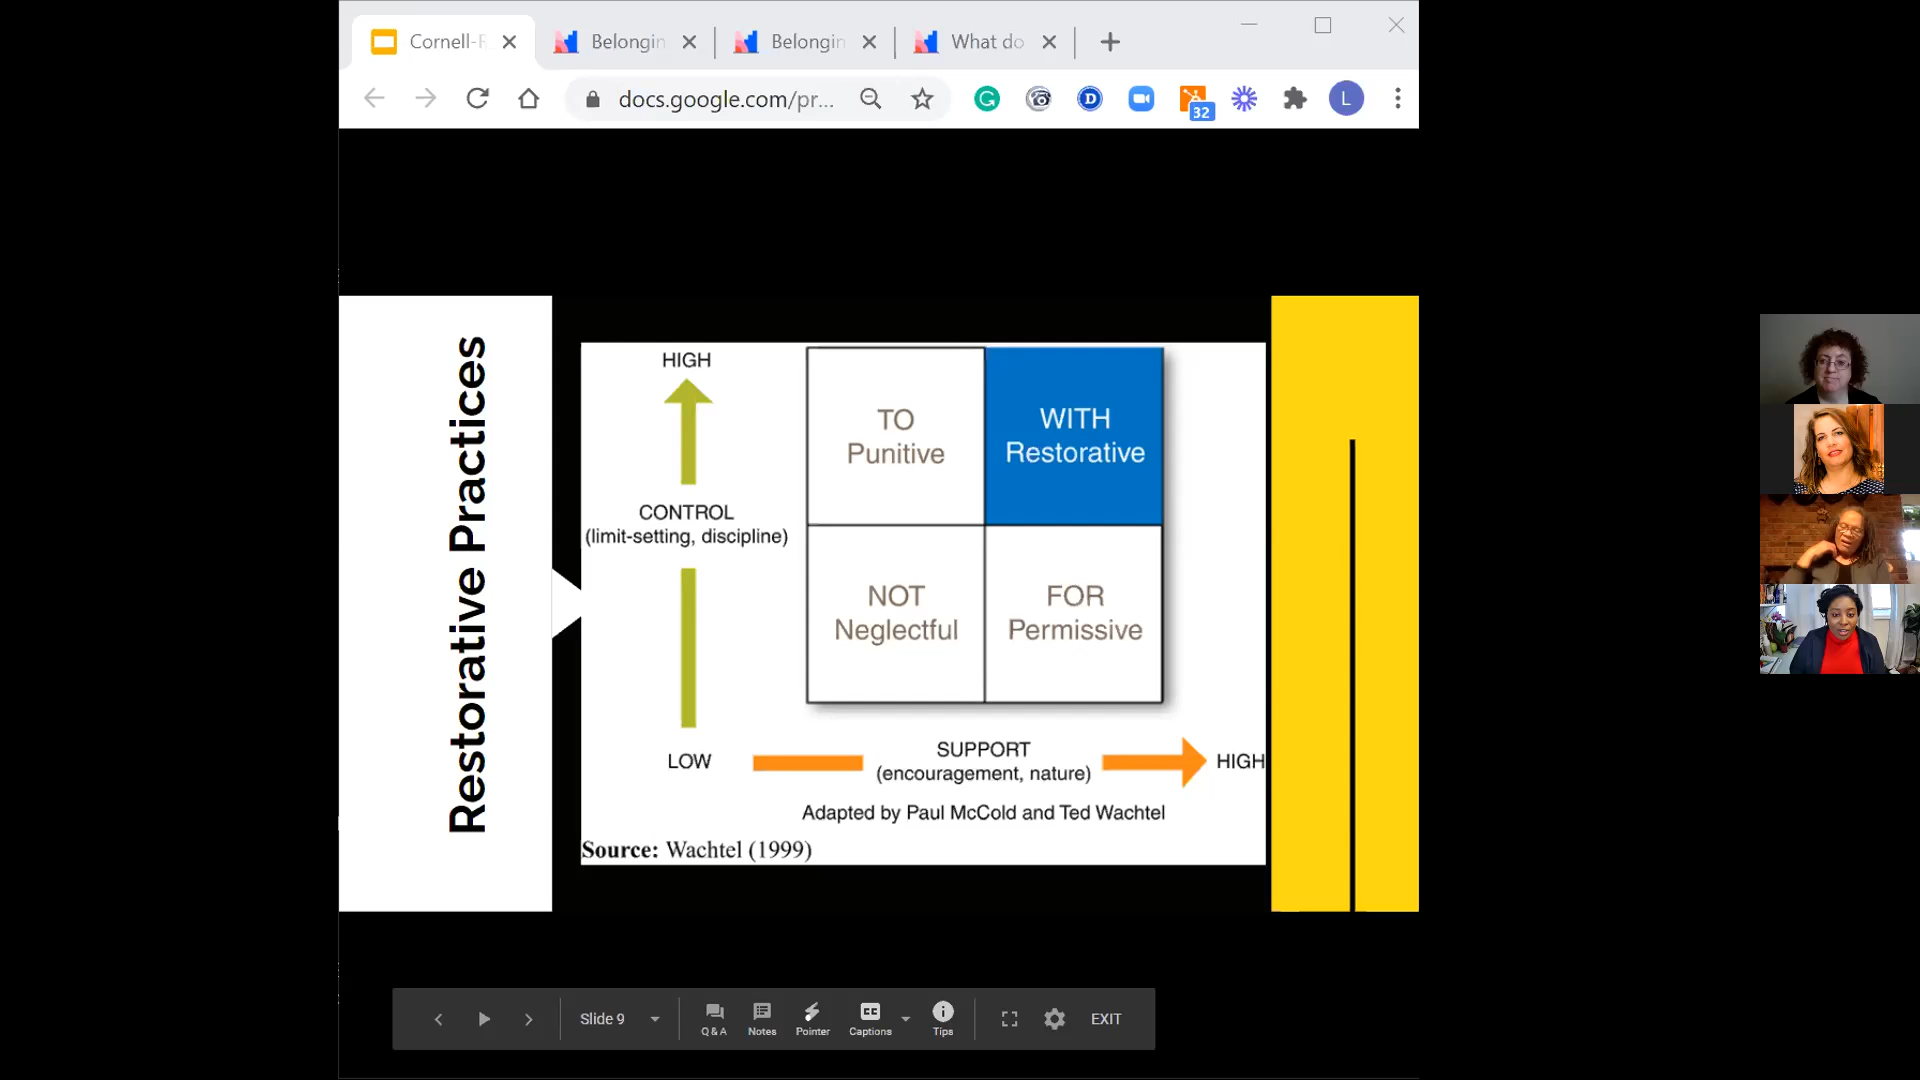 Cornell-R
Belongin
Belongin
What do
docs.google.com/pr...
D
32
L
Restorative Practices
HIGH
CONTROL
(limit-setting, discipline)
LOW
TO
Punitive
WITH
Restorative
NOT
Neglectful
FOR
Permissive
SUPPORT
(encouragement, nature)
HIGH
Adapted by Paul McCold and Ted Wachtel
Source: Wachtel (1999)
Slide 9
Q & A
Notes
Pointer
CC
Captions
Tips
EXIT